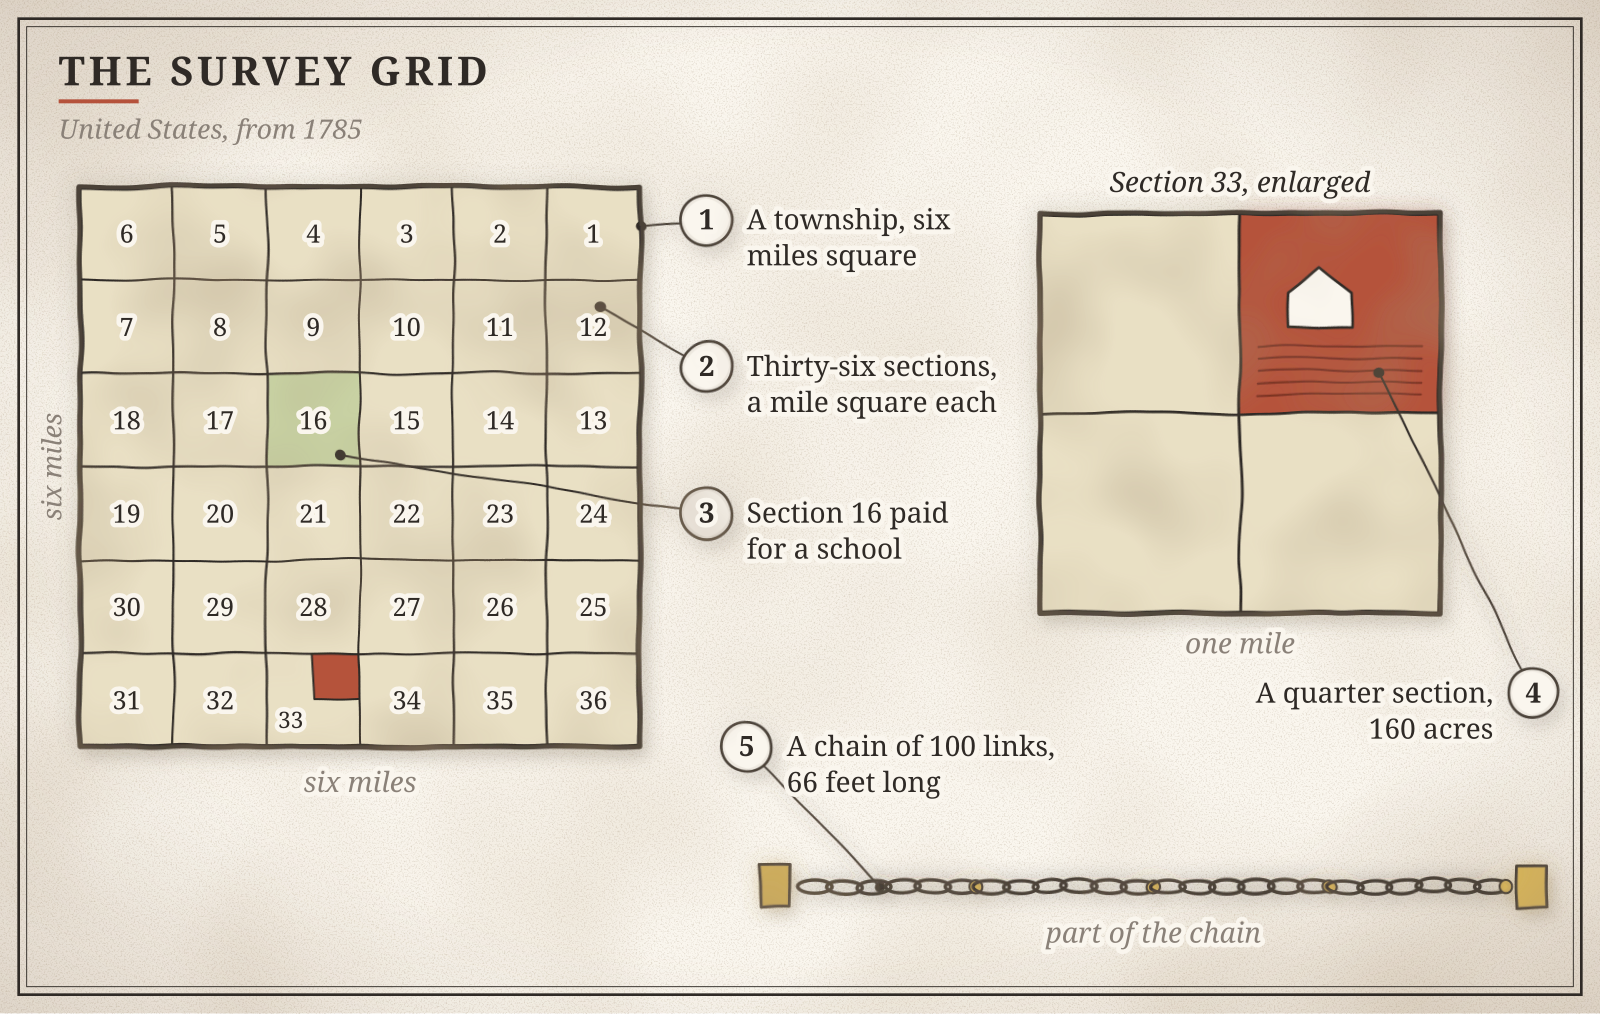 THE SURVEY GRID
United States, from 1785
6 5 4 3 2 1
7 8 9 10 11 12
18 17 16 15 14 13
19 20 21 22 23 24
30 29 28 27 26 25
31 32 33 34 35 36
six miles
six miles
1 A township, six
miles square
2 Thirty-six sections,
a mile square each
3 Section 16 paid
for a school
Section 33, enlarged
one mile
A quarter section, 4
160 acres
5 A chain of 100 links,
66 feet long
part of the chain